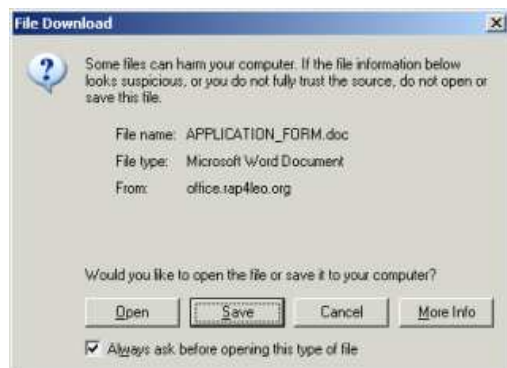 File Download
Some files can harm your computer. If the file information below
looks suspicious, or you do not fully trust the source, do not open or
save this file.
File name: APPLICATION_FORM.doc
File type: Microsoft Word Document
From: office.rap4leo.org
Would you like to open the file or save it to your computer?
Open Save Cancel More Info
Always ask before opening this type of file